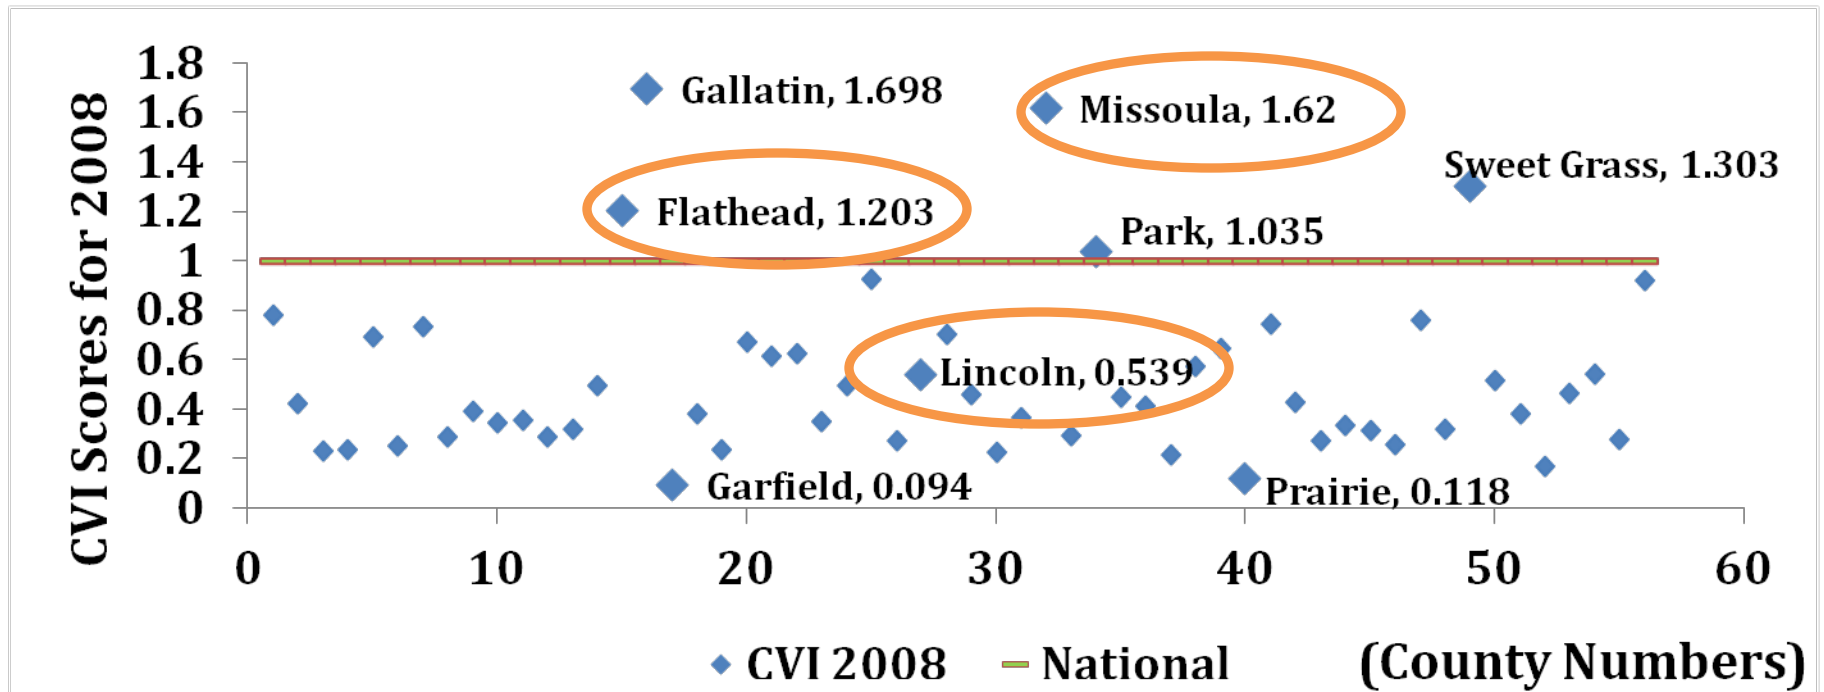 CVI Scores for 2008
1.8
1.6
1.4
1.2
1
0.8
0.6
0.4
0.2
0
Gallatin, 1.698
Missoula, 1.62
Sweet Grass, 1.303
Flathead, 1.203
Park, 1.035
Lincoln, 0.539
Garfield, 0.094
Prairie, 0.118
0 10 20 30 40 50 60
CVI 2008 National (County Numbers)